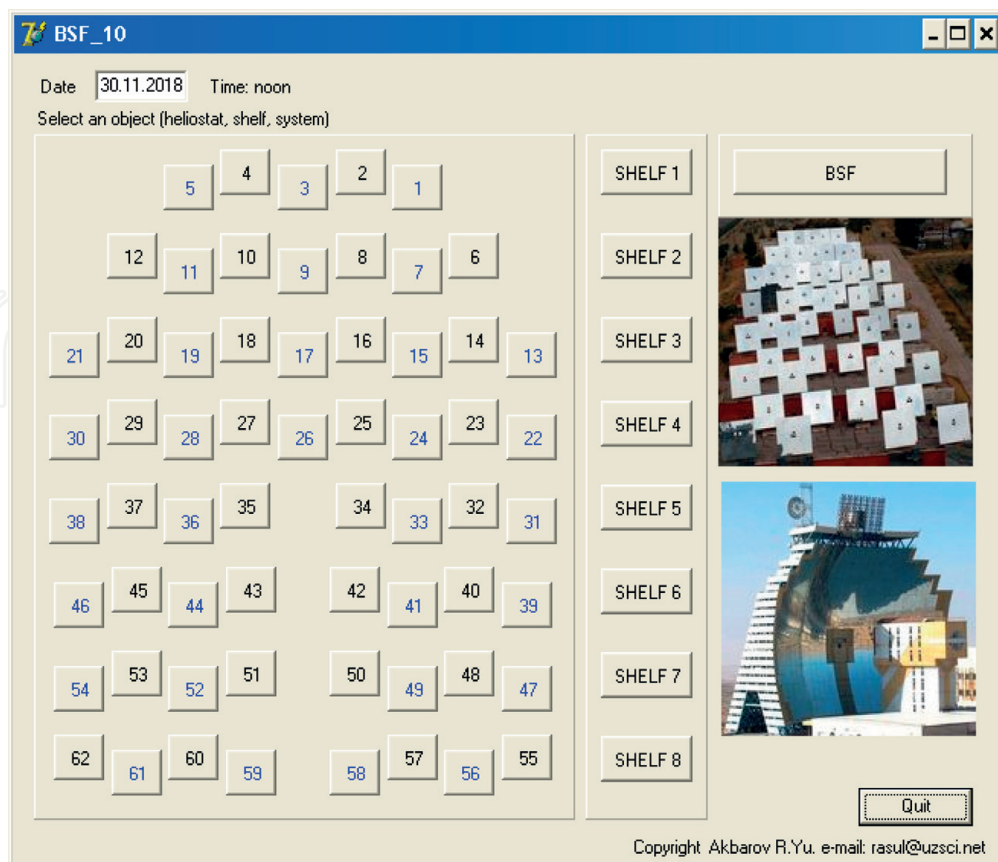 BSF_10
Date 30.11.2018 Time: noon
Select an object (heliostat, shelf, system)
5 4 3 2 1 SHELF 1 BSF
12 11 10 9 8 7 6 SHELF 2
21 20 19 18 17 16 15 14 13 SHELF 3
30 29 28 27 26 25 24 23 22 SHELF 4
38 37 36 35 34 33 32 31 SHELF 5
46 45 44 43 42 41 40 39 SHELF 6
54 53 52 51 50 49 48 47 SHELF 7
62 61 60 59 58 57 56 55 SHELF 8
Quit
Copyright Akbarov R.Yu. e-mail: rasul@uzsci.net